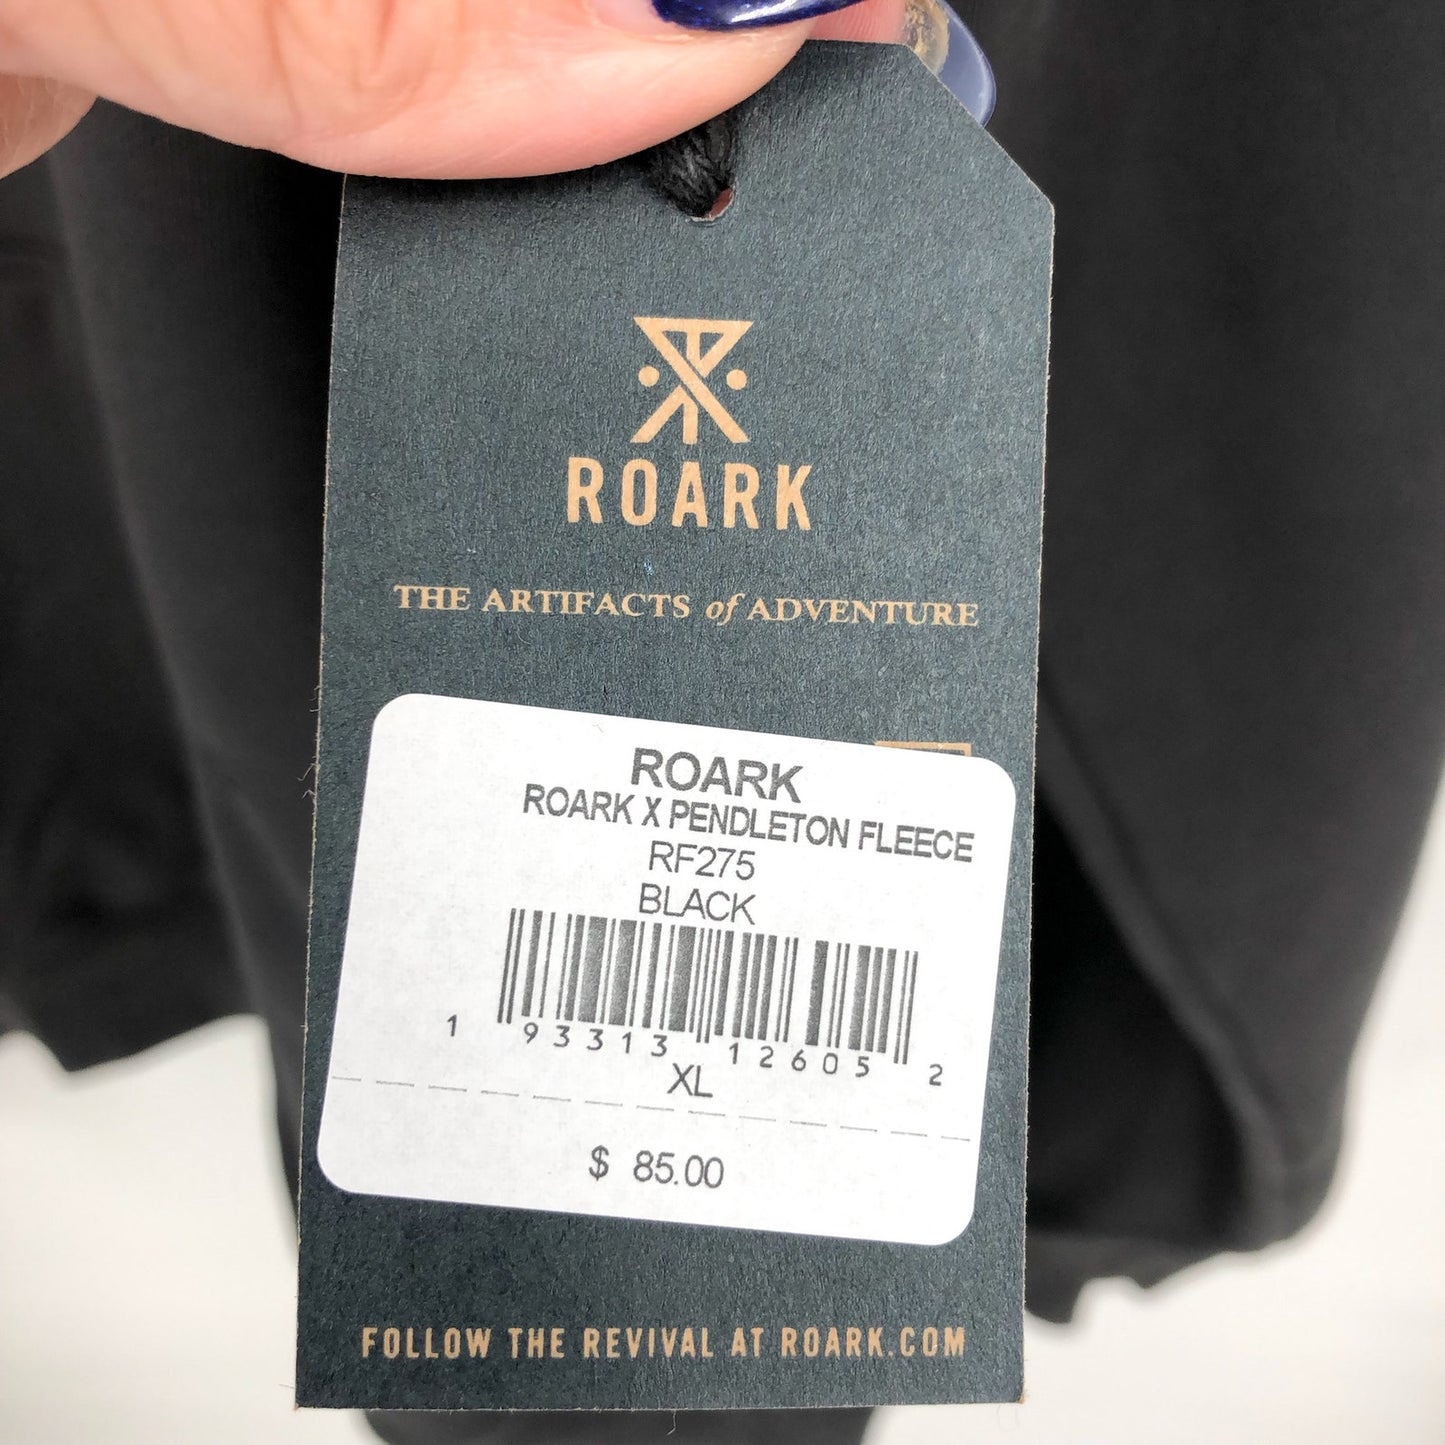 ROARK
THE ARTIFACTS of ADVENTURE
ROARK
ROARK X PENDLETON FLEECE
RF275
BLACK
1 93313 12605 2
XL
$ 85.00
FOLLOW THE REVIVAL AT ROARK.COM